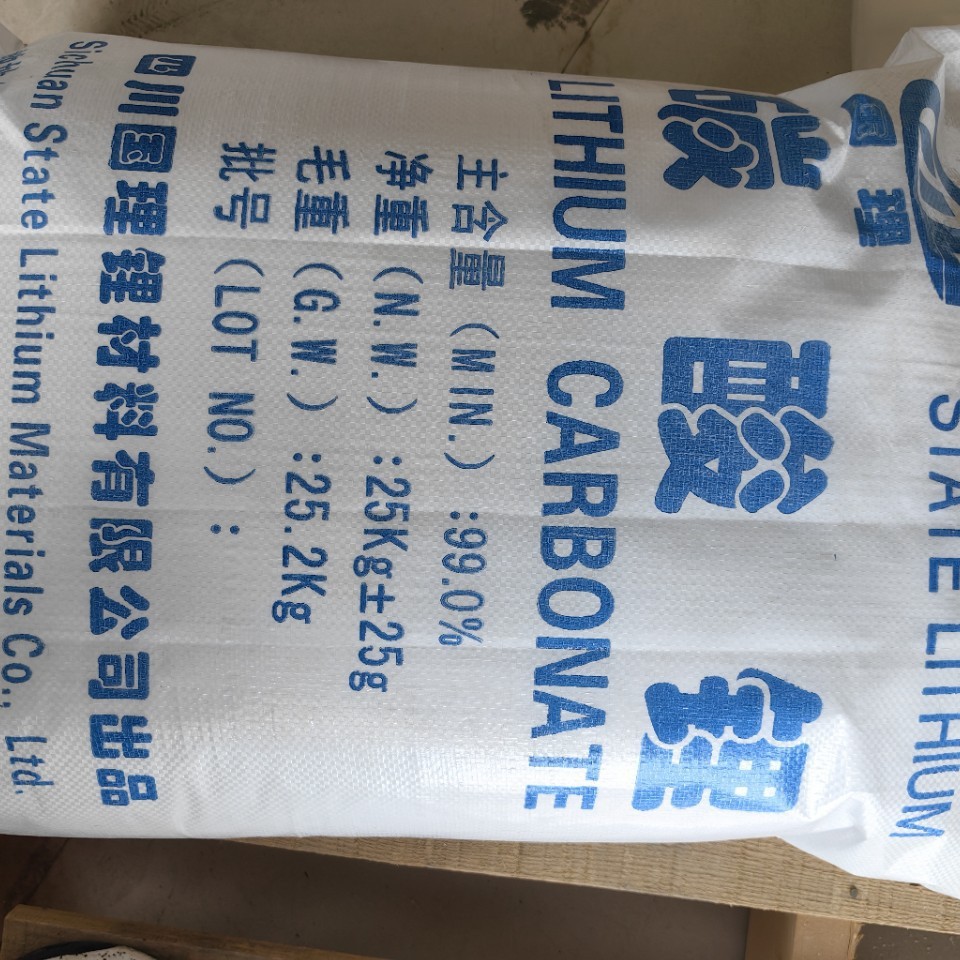 国理
STATE LITHIUM
碳酸锂
LITHIUM CARBONATE
主含量（MIN.）:99.0%
净重（N.W.）:25Kg±25g
毛重（G.W.）:25.2Kg
批号（LOT NO.）:
四川国理锂材料有限公司出品
Sichuan State Lithium Materials Co., Ltd.